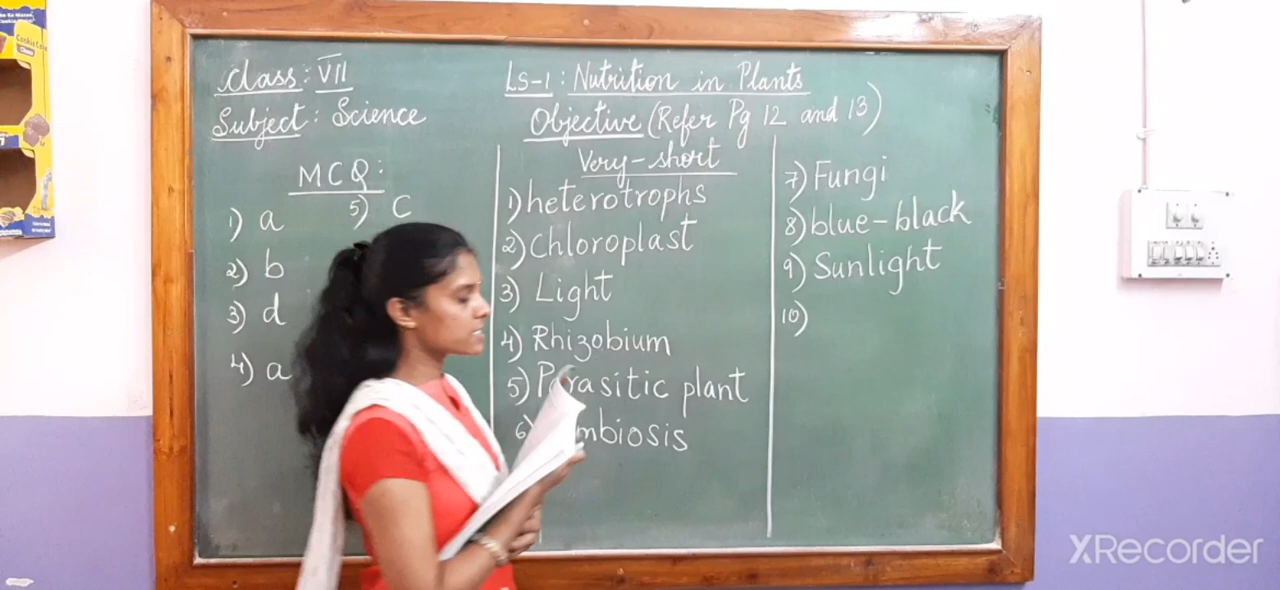 Class: VII
Subject: Science
LS-1: Nutrition in Plants
Objective (Refer Pg 12 and 13)
MCQ:
1) a
2) b
3) d
4) a
5) C
Very-short
1) heterotrophs
2) Chloroplast
3) Light
4) Rhizobium
5) Parasitic plant
6)
7) Fungi
8) blue-black
9) Sunlight
10)
XRecorder